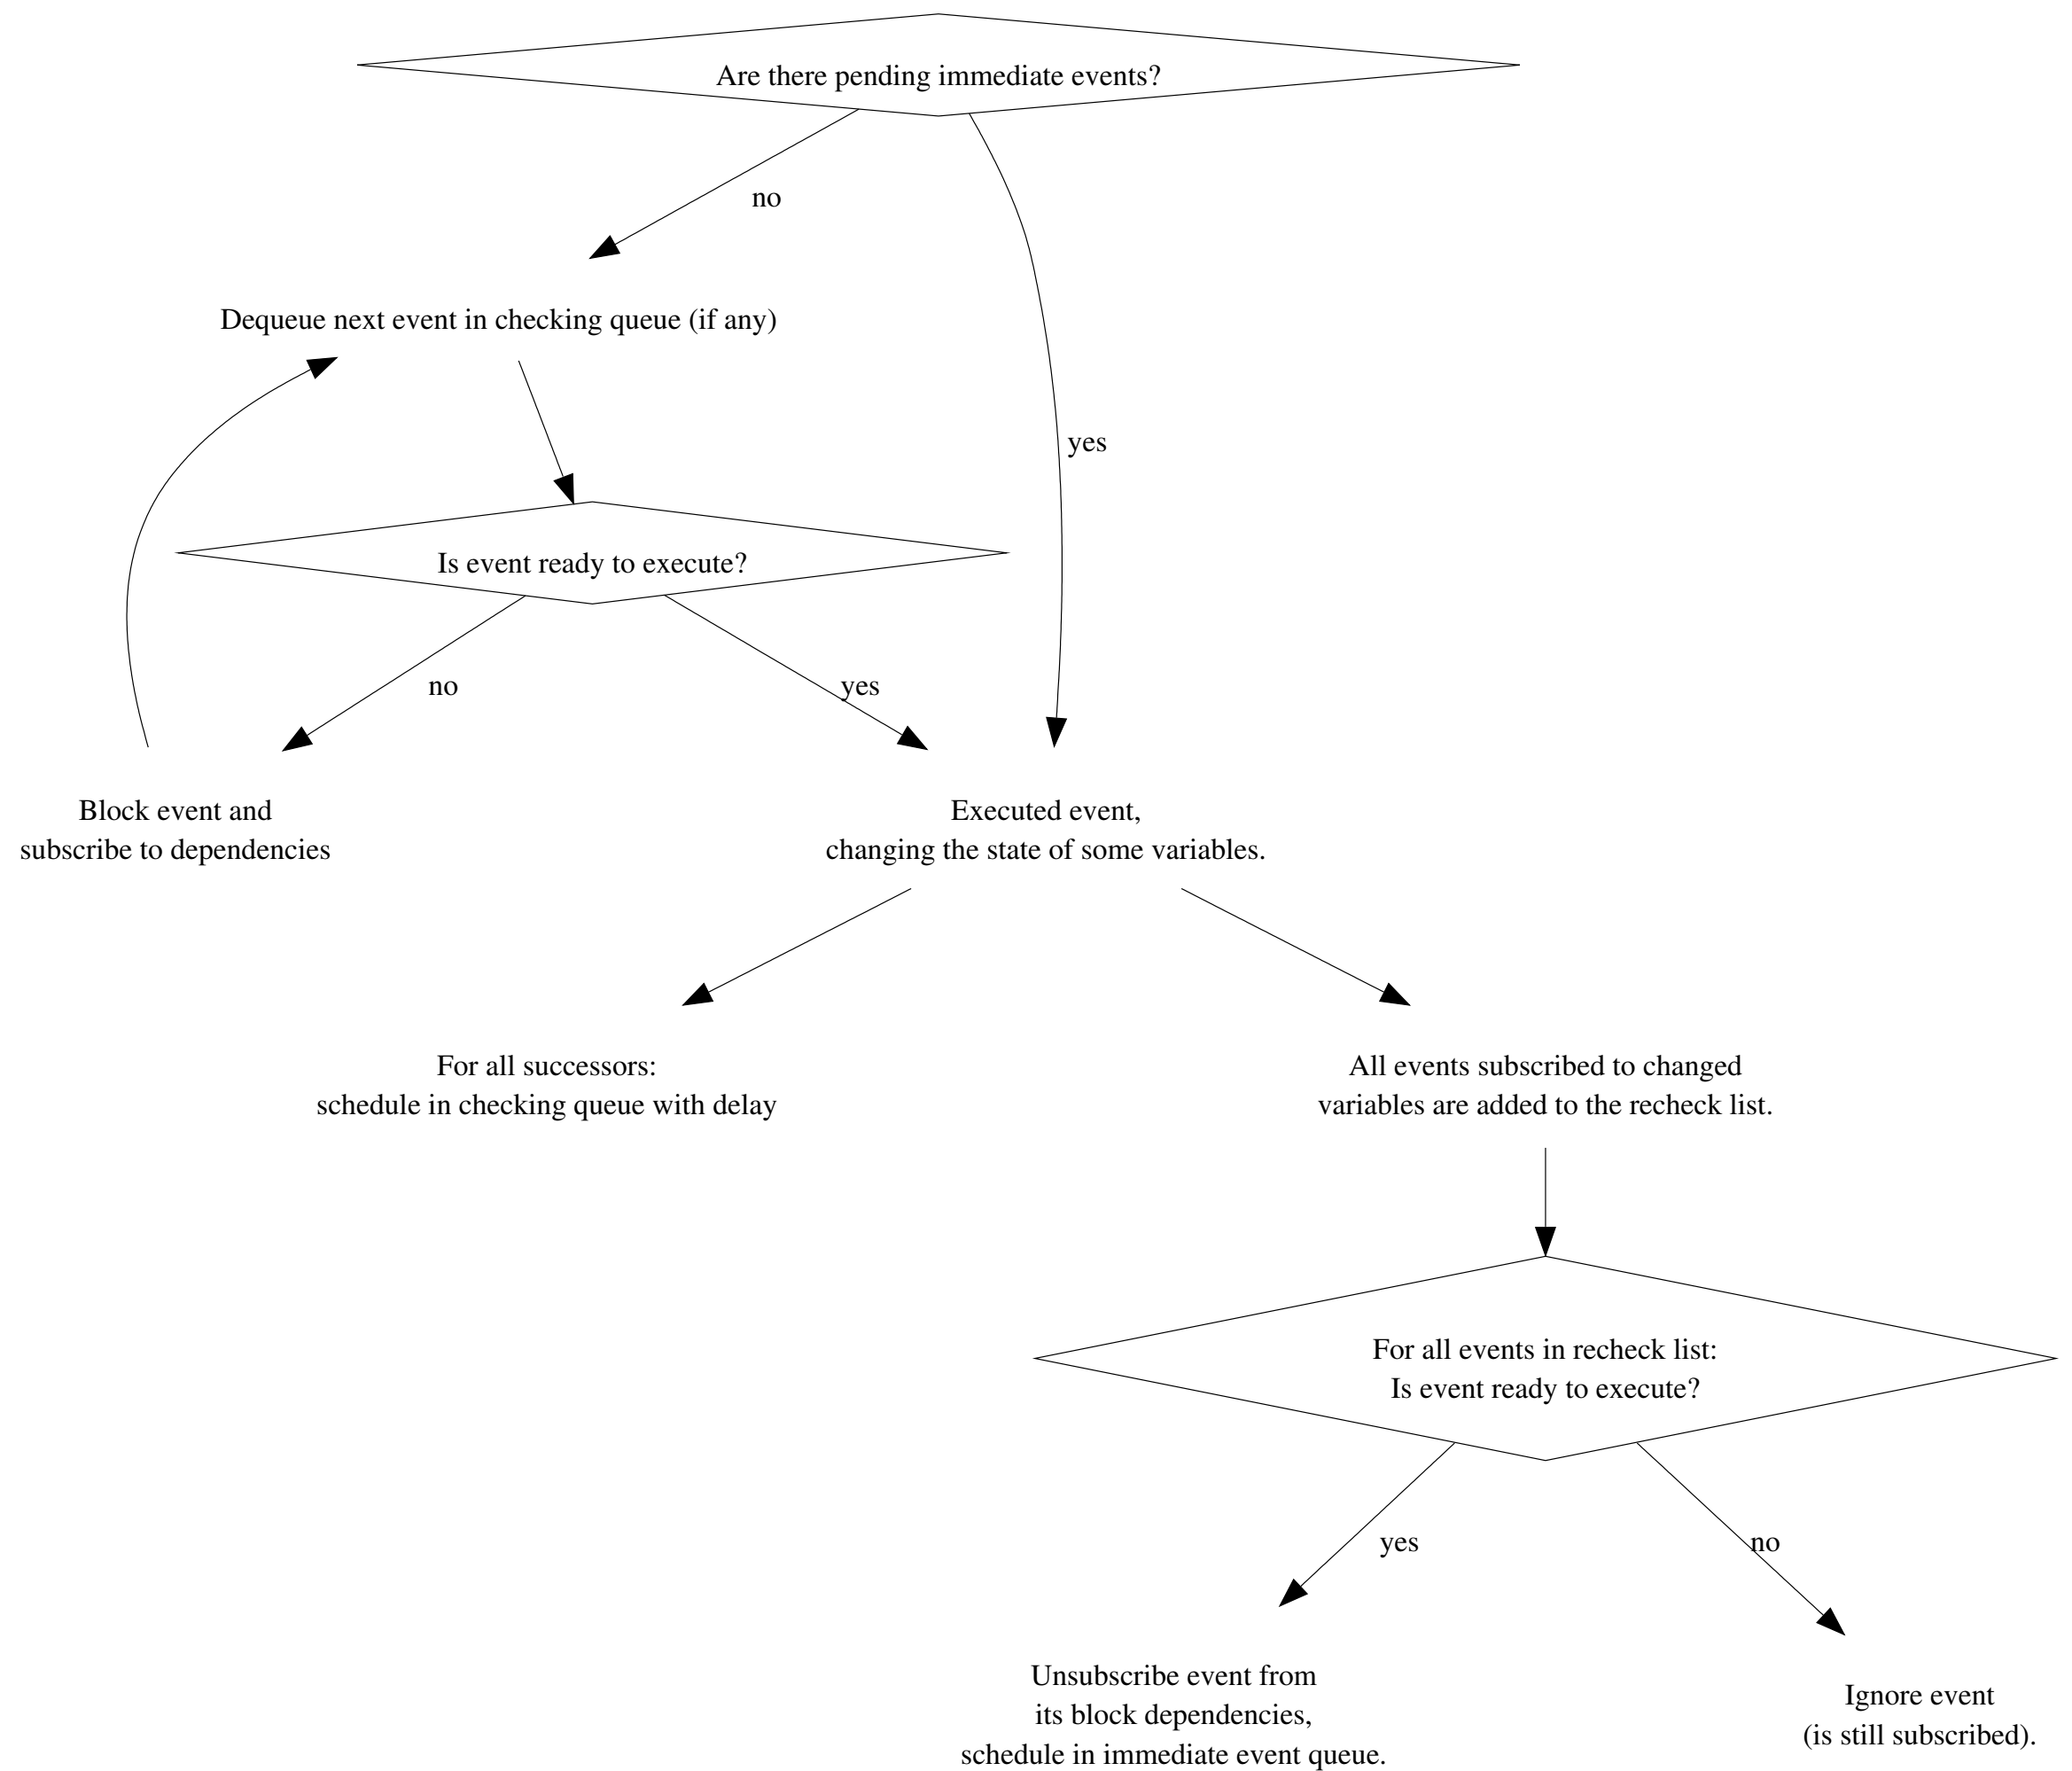 Are there pending immediate events?
no
Dequeue next event in checking queue (if any)
yes
Is event ready to execute?
no
yes
Block event and
subscribe to dependencies
Executed event,
changing the state of some variables.
For all successors:
schedule in checking queue with delay
All events subscribed to changed
variables are added to the recheck list.
For all events in recheck list:
Is event ready to execute?
yes
no
Unsubscribe event from
its block dependencies,
schedule in immediate event queue.
Ignore event
(is still subscribed).